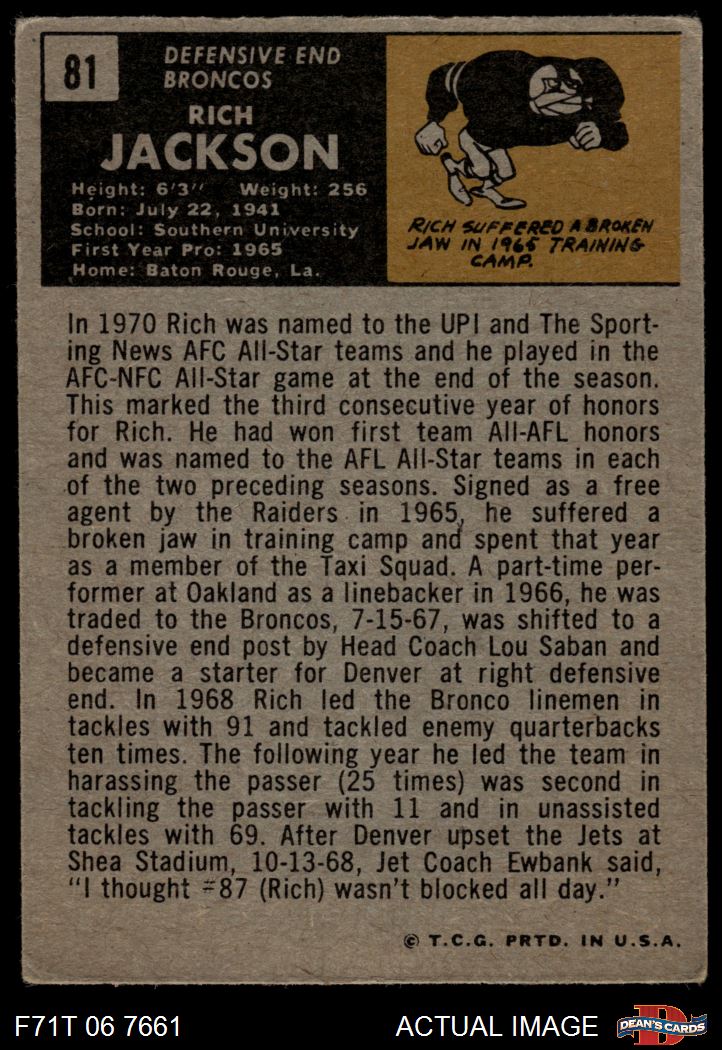 81
DEFENSIVE END
BRONCOS
RICH
JACKSON
Height: 6'3" Weight: 256
Born: July 22, 1941
School: Southern University
First Year Pro: 1965
Home: Baton Rouge, La.
RICH SUFFERED A BROKEN
JAW IN 1965 TRAINING
CAMP.
In 1970 Rich was named to the UPI and The Sport-
ing News AFC All-Star teams and he played in the
AFC-NFC All-Star game at the end of the season.
This marked the third consecutive year of honors
for Rich. He had won first team All-AFL honors
and was named to the AFL All-Star teams in each
of the two preceding seasons. Signed as a free
agent by the Raiders in 1965, he suffered a
broken jaw in training camp and spent that year
as a member of the Taxi Squad. A part-time per-
former at Oakland as a linebacker in 1966, he was
traded to the Broncos, 7-15-67, was shifted to a
defensive end post by Head Coach Lou Saban and
became a starter for Denver at right defensive
end. In 1968 Rich led the Bronco linemen in
tackles with 91 and tackled enemy quarterbacks
ten times. The following year he led the team in
harassing the passer (25 times) was second in
tackling the passer with 11 and in unassisted
tackles with 69. After Denver upset the Jets at
Shea Stadium, 10-13-68, Jet Coach Ewbank said,
"I thought #87 (Rich) wasn't blocked all day."
© T.C.G. PRTD. IN U.S.A.
F71T 06 7661 ACTUAL IMAGE D DEAN'S CARDS